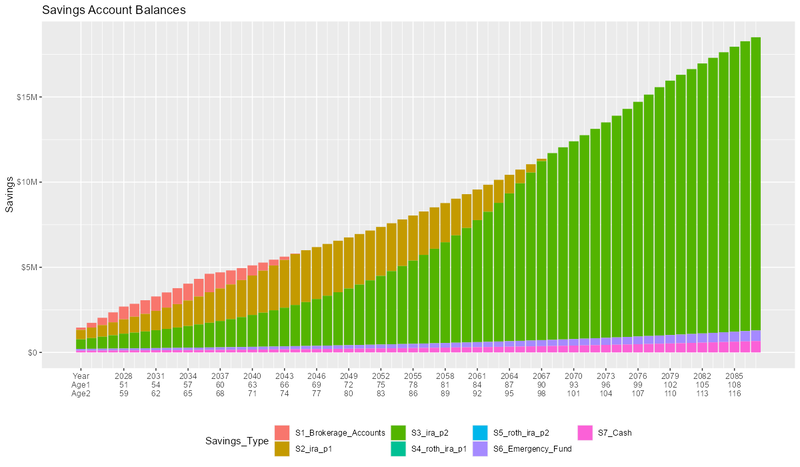 Savings Account Balances
$15M
$10M
$5M
$0
Savings
Year 2028 2031 2034 2037 2040 2043 2046 2049 2052 2055 2058 2061 2064 2067 2070 2073 2076 2079 2082 2085
Age1 51 54 57 60 63 66 69 72 75 78 81 84 87 90 93 96 99 102 105 108
Age2 59 62 65 68 71 74 77 80 83 86 89 92 95 98 101 104 107 110 113 116
Savings_Type
S1_Brokerage_Accounts S3_ira_p2 S5_roth_ira_p2 S7_Cash
S2_ira_p1 S4_roth_ira_p1 S6_Emergency_Fund